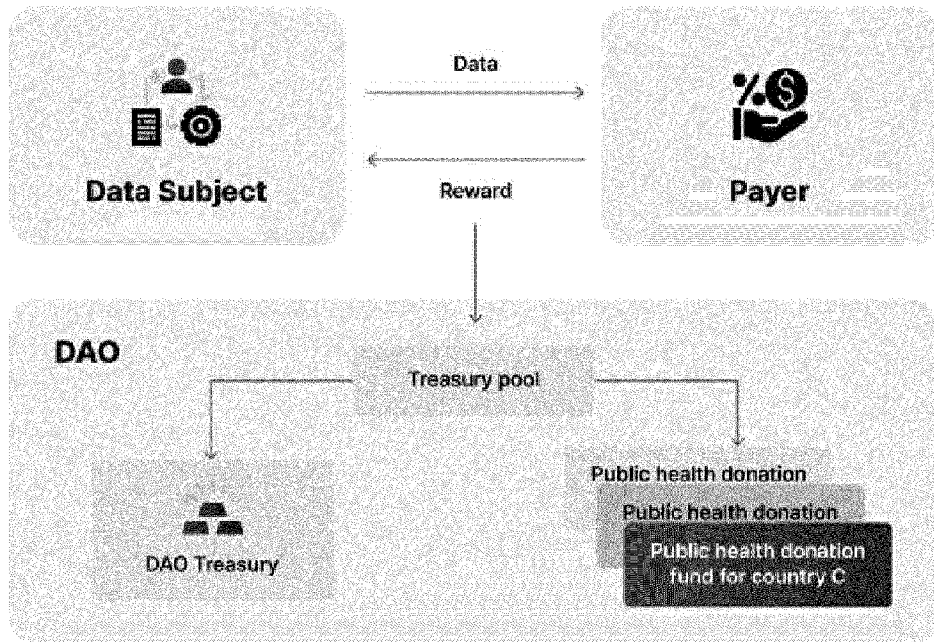 Data
Data Subject
Payer
Reward
DAO
Treasury pool
Public health donation
Public health donation
Public health donation
fund for country C
DAO Treasury